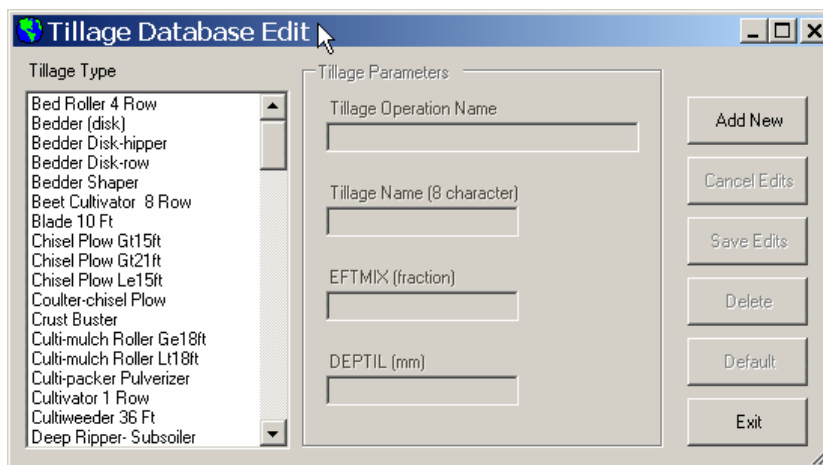 Tillage Database Edit
Tillage Type
Bed Roller 4 Row
Bedder (disk)
Bedder Disk-hipper
Bedder Disk-row
Bedder Shaper
Beet Cultivator  8 Row
Blade 10 Ft
Chisel Plow Gt15ft
Chisel Plow Gt21ft
Chisel Plow Le15ft
Coulter-chisel Plow
Crust Buster
Culti-mulch Roller Ge18ft
Culti-mulch Roller Lt18ft
Culti-packer Pulverizer
Cultivator 1 Row
Cultiweeder 36 Ft
Deep Ripper- Subsoiler
Tillage Parameters
Tillage Operation Name
Tillage Name (8 character)
EFTMIX (fraction)
DEPTIL (mm)
Add New
Cancel Edits
Save Edits
Delete
Default
Exit